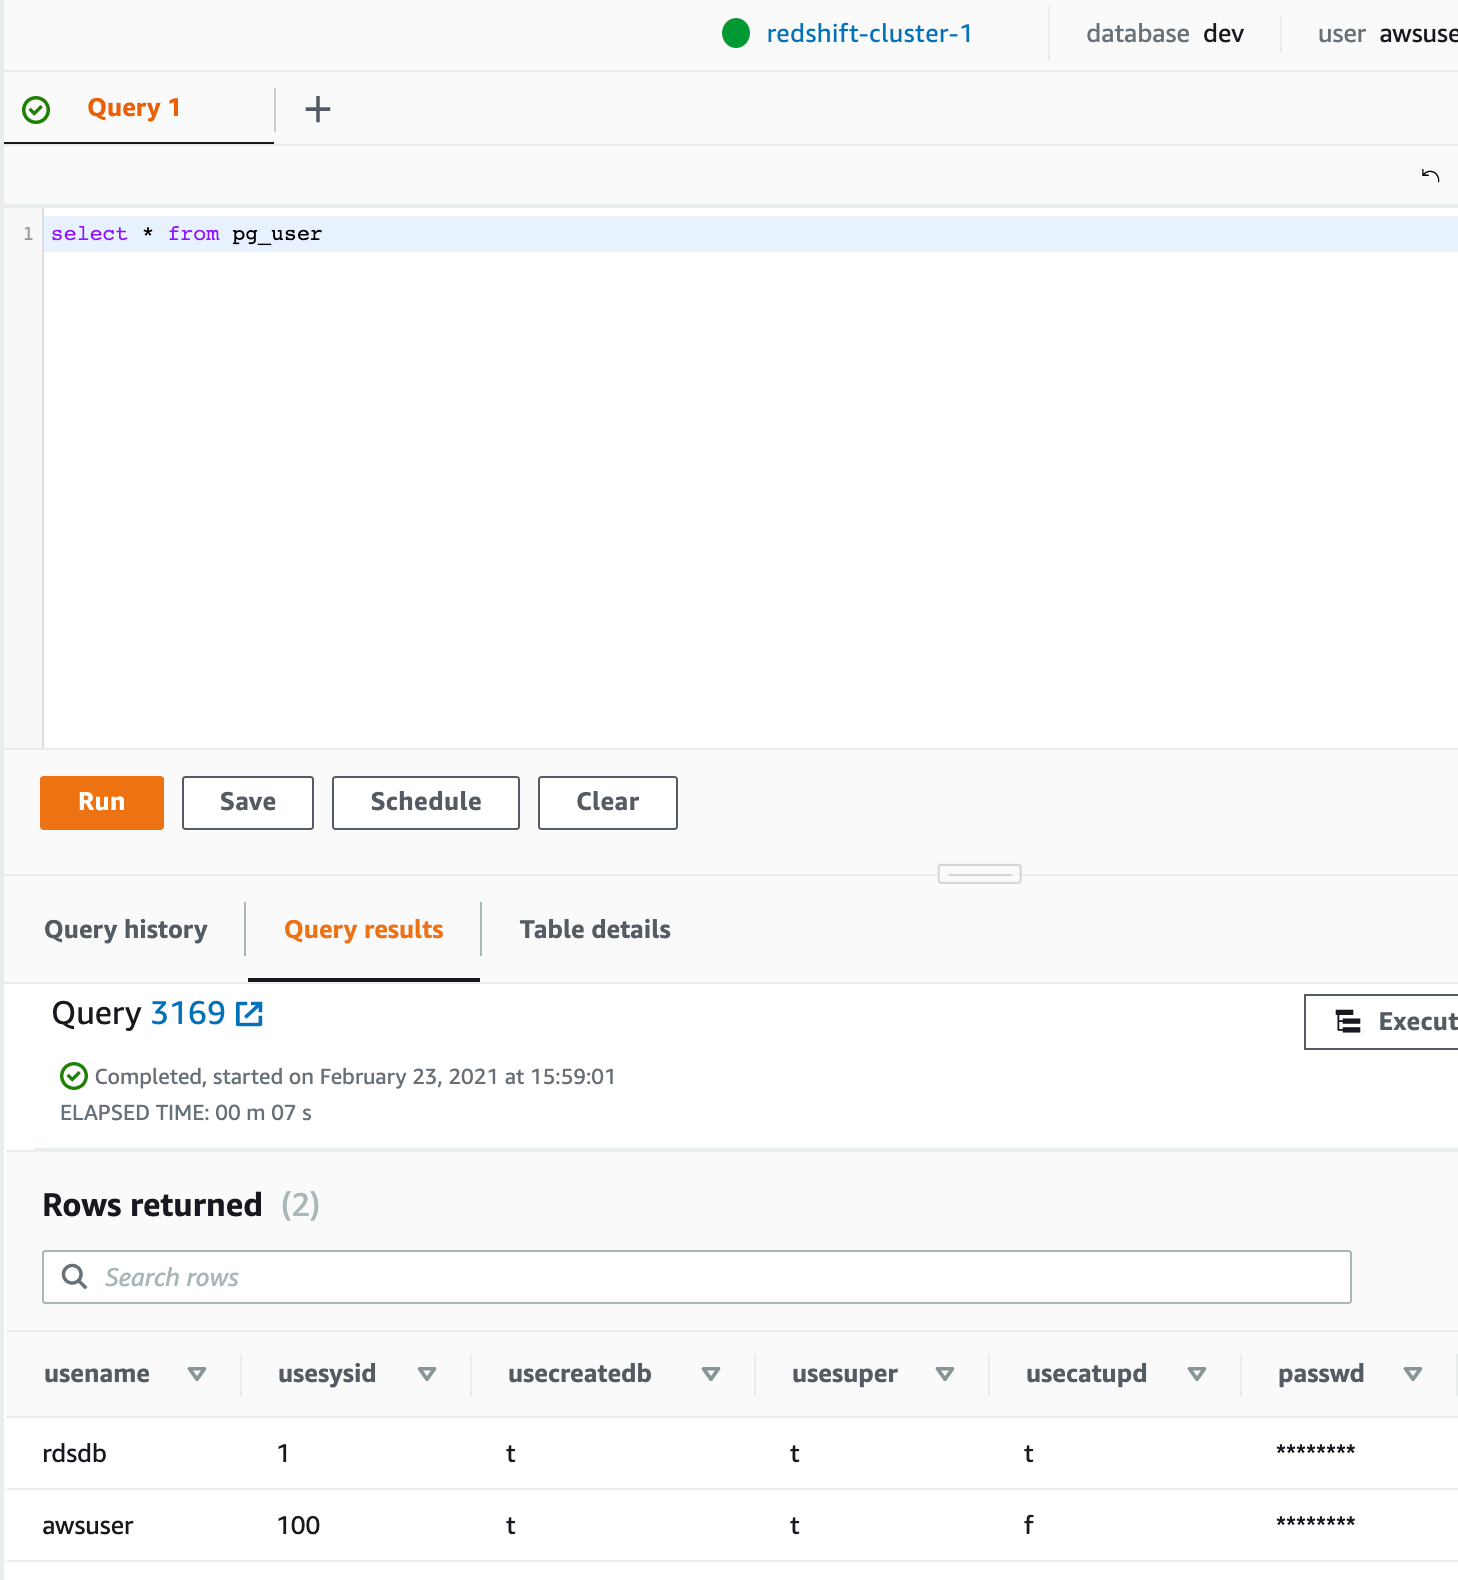 redshift-cluster-1 database dev user awsuse
Query 1
1 select * from pg_user
Run Save Schedule Clear
Query history Query results Table details
Query 3169 Execut
Completed, started on February 23, 2021 at 15:59:01
ELAPSED TIME: 00 m 07 s
Rows returned (2)
Search rows
usename usesysid usecreatedb usesuper usecatupd passwd
rdsdb 1 t t t ********
awsuser 100 t t f ********